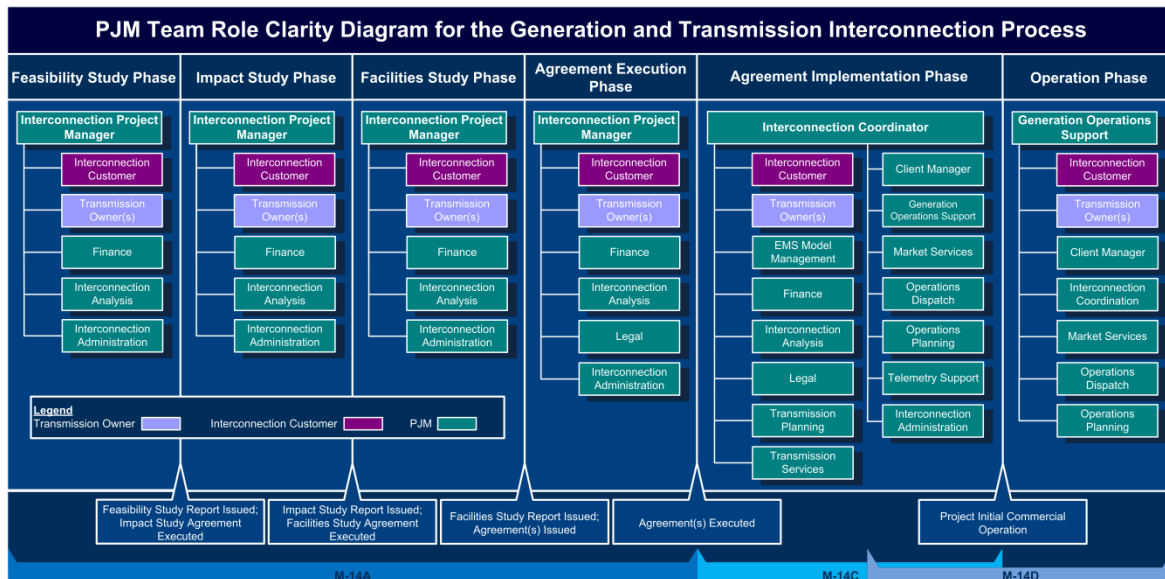 PJM Team Role Clarity Diagram for the Generation and Transmission Interconnection Process
Feasibility Study Phase
Impact Study Phase
Facilities Study Phase
Agreement Execution
Phase
Agreement Implementation Phase
Operation Phase
Interconnection Project
Manager
Interconnection
Customer
Transmission
Owner(s)
Finance
Interconnection
Analysis
Interconnection
Administration
Interconnection Project
Manager
Interconnection
Customer
Transmission
Owner(s)
Finance
Interconnection
Analysis
Interconnection
Administration
Interconnection Project
Manager
Interconnection
Customer
Transmission
Owner(s)
Finance
Interconnection
Analysis
Interconnection
Administration
Interconnection Project
Manager
Interconnection
Customer
Transmission
Owner(s)
Finance
Interconnection
Analysis
Legal
Interconnection
Administration
Interconnection Coordinator
Interconnection
Customer
Transmission
Owner(s)
EMS Model
Management
Finance
Interconnection
Analysis
Legal
Transmission
Planning
Transmission
Services
Client Manager
Generation
Operations Support
Market Services
Operations
Dispatch
Operations
Planning
Telemetry Support
Interconnection
Administration
Generation Operations
Support
Interconnection
Customer
Transmission
Owner(s)
Client Manager
Interconnection
Coordination
Market Services
Operations
Dispatch
Operations
Planning
Legend
Transmission Owner
Interconnection Customer
PJM
Feasibility Study Report Issued;
Impact Study Agreement
Executed
Impact Study Report Issued;
Facilities Study Agreement
Executed
Facilities Study Report Issued;
Agreement(s) Issued
Agreement(s) Executed
Project Initial Commercial
Operation
M-14A
M-14C
M-14D